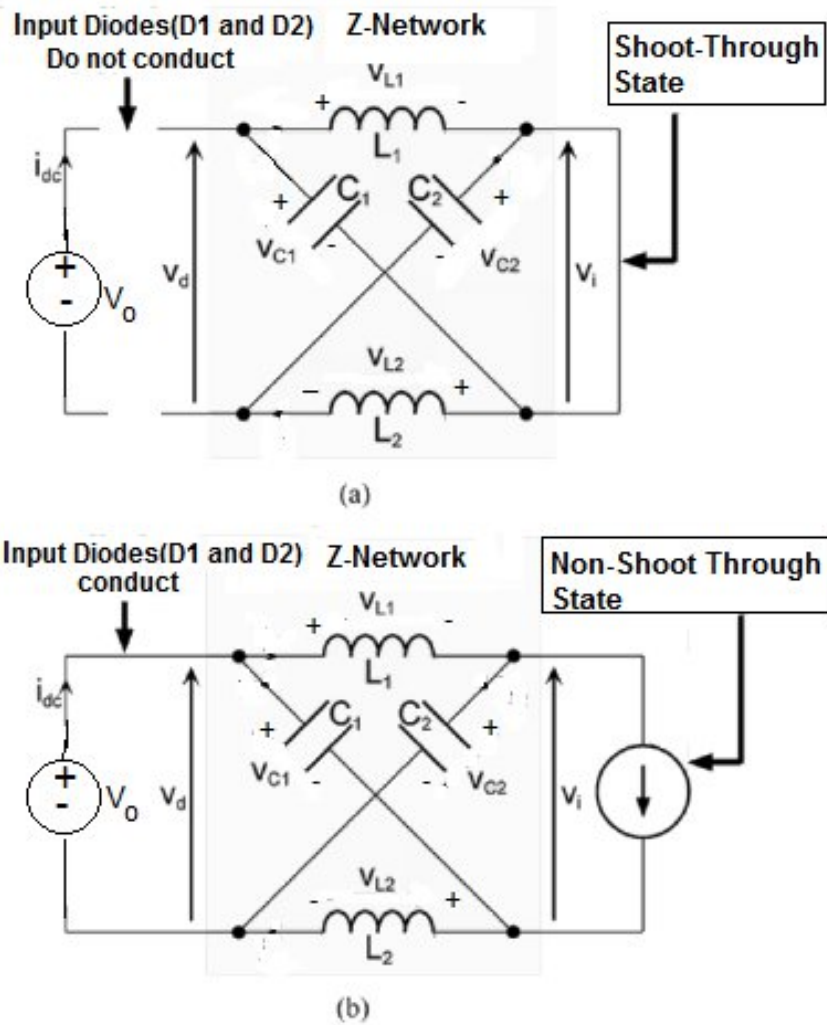 Input Diodes(D1 and D2) Z-Network
Do not conduct
Shoot-Through
State
VL1
+ -
L1
idc
+ C1 C2 +
+
-
Vo
Vd
VC1 - - VC2
Vi
VL2
- +
L2
(a)
Input Diodes(D1 and D2) Z-Network
conduct
Non-Shoot Through
State
VL1
+ -
L1
idc
+ C1 C2 +
+
-
Vo
Vd
VC1 - - VC2
Vi
VL2
- +
L2
(b)